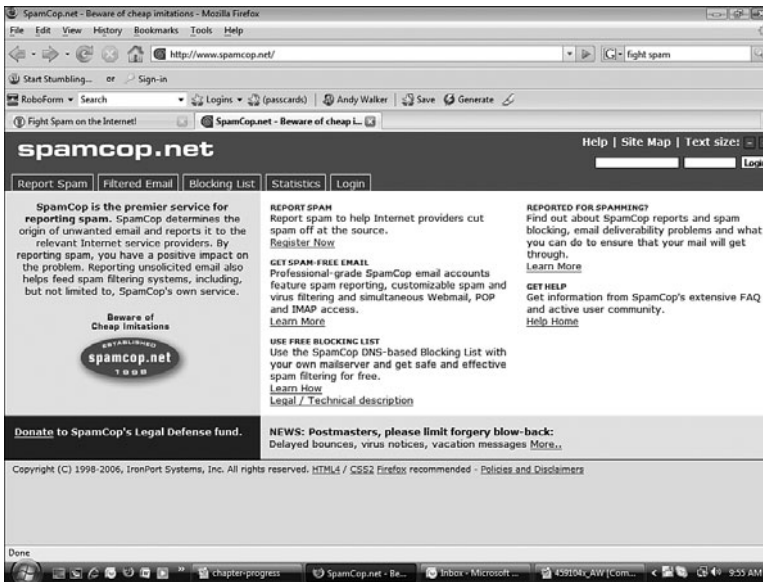 SpamCop.net - Beware of cheap imitations - Mozilla Firefox
File Edit View History Bookmarks Tools Help
http://www.spamcop.net/
G fight spam
Start Stumbling... or Sign-in
RoboForm Search Logins (passcards) Andy Walker Save Generate
Fight Spam on the Internet!
SpamCop.net - Beware of cheap i...
spamcop.net
Help | Site Map | Text size:
Login
Report Spam Filtered Email Blocking List Statistics Login
SpamCop is the premier service for
reporting spam. SpamCop determines the
origin of unwanted email and reports it to the
relevant Internet service providers. By
reporting spam, you have a positive impact on
the problem. Reporting unsolicited email also
helps feed spam filtering systems, including,
but not limited to, SpamCop's own service.
Beware of
Cheap Imitations
ESTABLISHED
spamcop.net
1998
REPORT SPAM
Report spam to help Internet providers cut
spam off at the source.
Register Now
GET SPAM-FREE EMAIL
Professional-grade SpamCop email accounts
feature spam reporting, customizable spam and
virus filtering and simultaneous Webmail, POP
and IMAP access.
Learn More
USE FREE BLOCKING LIST
Use the SpamCop DNS-based Blocking List with
your own mailserver and get safe and effective
spam filtering for free.
Learn How
Legal / Technical description
REPORTED FOR SPAMMING?
Find out about SpamCop reports and spam
blocking, email deliverability problems and what
you can do to ensure that your mail will get
through.
Learn More
GET HELP
Get information from SpamCop's extensive FAQ
and active user community.
Help Home
Donate to SpamCop's Legal Defense fund.
NEWS: Postmasters, please limit forgery blow-back:
Delayed bounces, virus notices, vacation messages More..
Copyright (C) 1998-2006, IronPort Systems, Inc. All rights reserved. HTML4 / CSS2 Firefox recommended - Policies and Disclaimers
Done
chapter-progress
SpamCop.net - Be...
Inbox - Microsoft ...
459104x_AW [Com...
9:55 AM